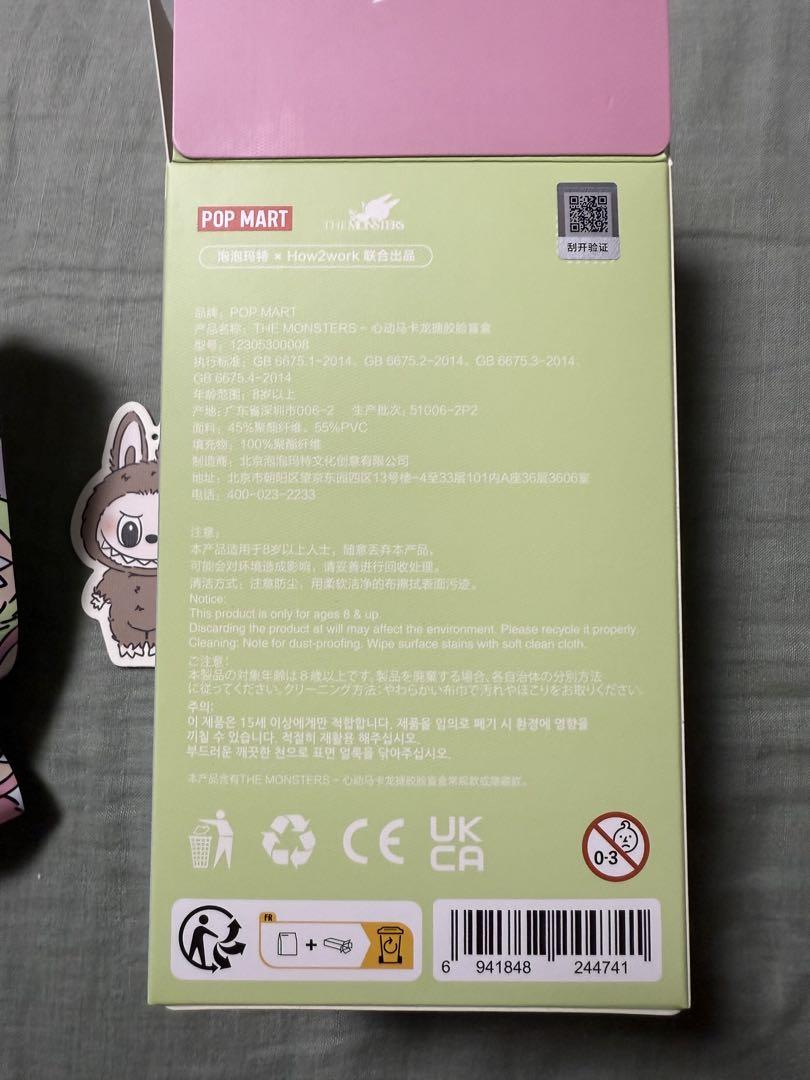 POP MART
THE MONSTERS
刮开验证
泡泡玛特 × How2work 联合出品
品牌：POP MART
产品名称：THE MONSTERS - 心动马卡龙搪胶脸盲盒
型号：12305300008
执行标准：GB 6675.1-2014、GB 6675.2-2014、GB 6675.3-2014、
GB 6675.4-2014
年龄范围：8岁以上
产地：广东省深圳市006-2 生产批次：51006-2P2
面料：45%聚酯纤维、55%PVC
填充物：100%聚酯纤维
制造商：北京泡泡玛特文化创意有限公司
地址：北京市朝阳区望京东园四区13号楼-4至33层101内A座36层3606室
电话：400-023-2233
注意：
本产品适用于8岁以上人士，随意丢弃本产品，
可能会对环境造成影响，请妥善进行回收处理。
清洁方式：注意防尘，用柔软洁净的布擦拭表面污迹。
Notice:
This product is only for ages 8 & up.
Discarding the product at will may affect the environment. Please recycle it properly.
Cleaning: Note for dust-proofing. Wipe surface stains with soft clean cloth.
ご注意：
本製品の対象年齢は8歳以上です。製品を廃棄する場合、各自治体の分別方法
に従ってください。クリーニング方法：やわらかい布巾で汚れやほこりをお取りください。
주의:
이 제품은 15세 이상에게만 적합합니다. 제품을 임의로 폐기 시 환경에 영향을
끼칠 수 있습니다. 적절히 재활용 해주십시오.
부드러운 깨끗한 천으로 표면 얼룩을 닦아주십시오.
本产品含有THE MONSTERS - 心动马卡龙搪胶脸盲盒常规款或隐藏款。
CE
UK
CA
0-3
FR
+
6 941848 244741